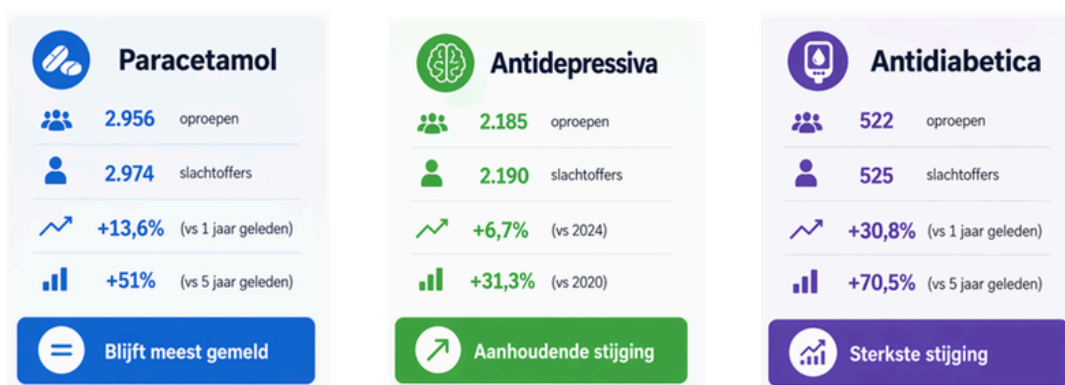 Paracetamol
2.956 oproepen
2.974 slachtoffers
+13,6% (vs 1 jaar geleden)
+51% (vs 5 jaar geleden)
Blijft meest gemeld
Antidepressiva
2.185 oproepen
2.190 slachtoffers
+6,7% (vs 2024)
+31,3% (vs 2020)
Aanhoudende stijging
Antidiabetica
522 oproepen
525 slachtoffers
+30,8% (vs 1 jaar geleden)
+70,5% (vs 5 jaar geleden)
Sterkste stijging